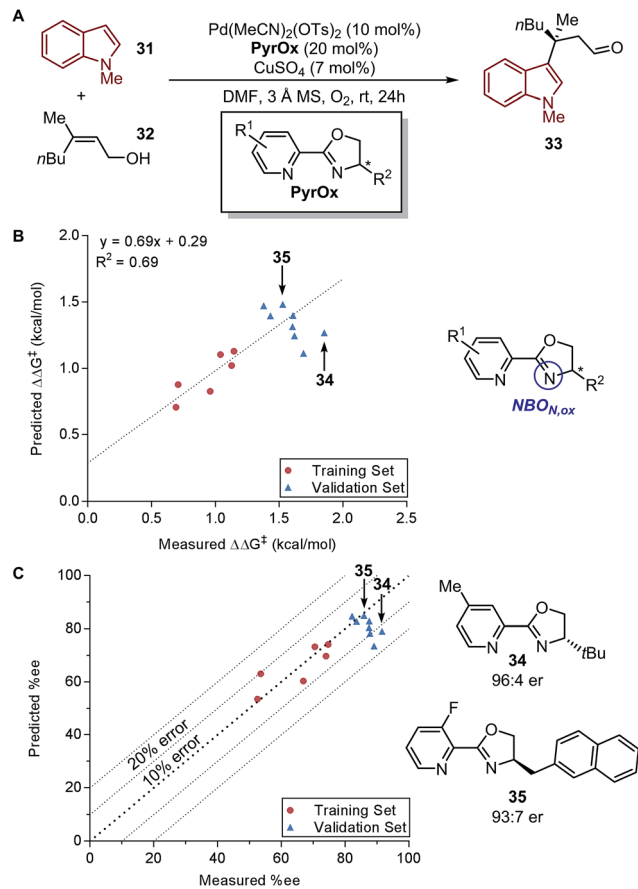 A
31
N
Me
+
Me
32
nBu
OH
Pd(MeCN)2(OTs)2 (10 mol%)
PyrOx (20 mol%)
CuSO4 (7 mol%)
DMF, 3 Å MS, O2, rt, 24h
R1
O
N
N
*
R2
PyrOx
nBu
Me
O
N
Me
33
B
y = 0.69x + 0.29
R2 = 0.69
35
34
2.0
1.5
1.0
0.5
0.0
Predicted ΔΔG‡ (kcal/mol)
Training Set
Validation Set
0.0
0.5
1.0
1.5
2.0
2.5
Measured ΔΔG‡ (kcal/mol)
R1
O
N
N
*
R2
NBON,ox
C
35
34
100
80
60
40
20
0
Predicted %ee
20% error
10% error
Training Set
Validation Set
0
20
40
60
80
100
Measured %ee
Me
O
N
N
tBu
34
96:4 er
F
O
N
N
35
93:7 er